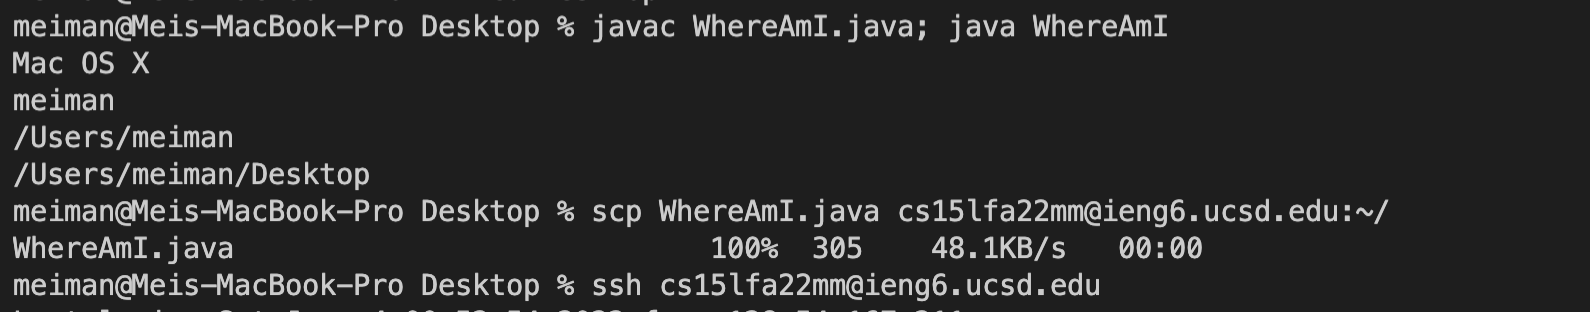 meiman@Meis-MacBook-Pro Desktop % javac WhereAmI.java; java WhereAmI
Mac OS X
meiman
/Users/meiman
/Users/meiman/Desktop
meiman@Meis-MacBook-Pro Desktop % scp WhereAmI.java cs15lfa22mm@ieng6.ucsd.edu:~/
WhereAmI.java 100% 305 48.1KB/s 00:00
meiman@Meis-MacBook-Pro Desktop % ssh cs15lfa22mm@ieng6.ucsd.edu